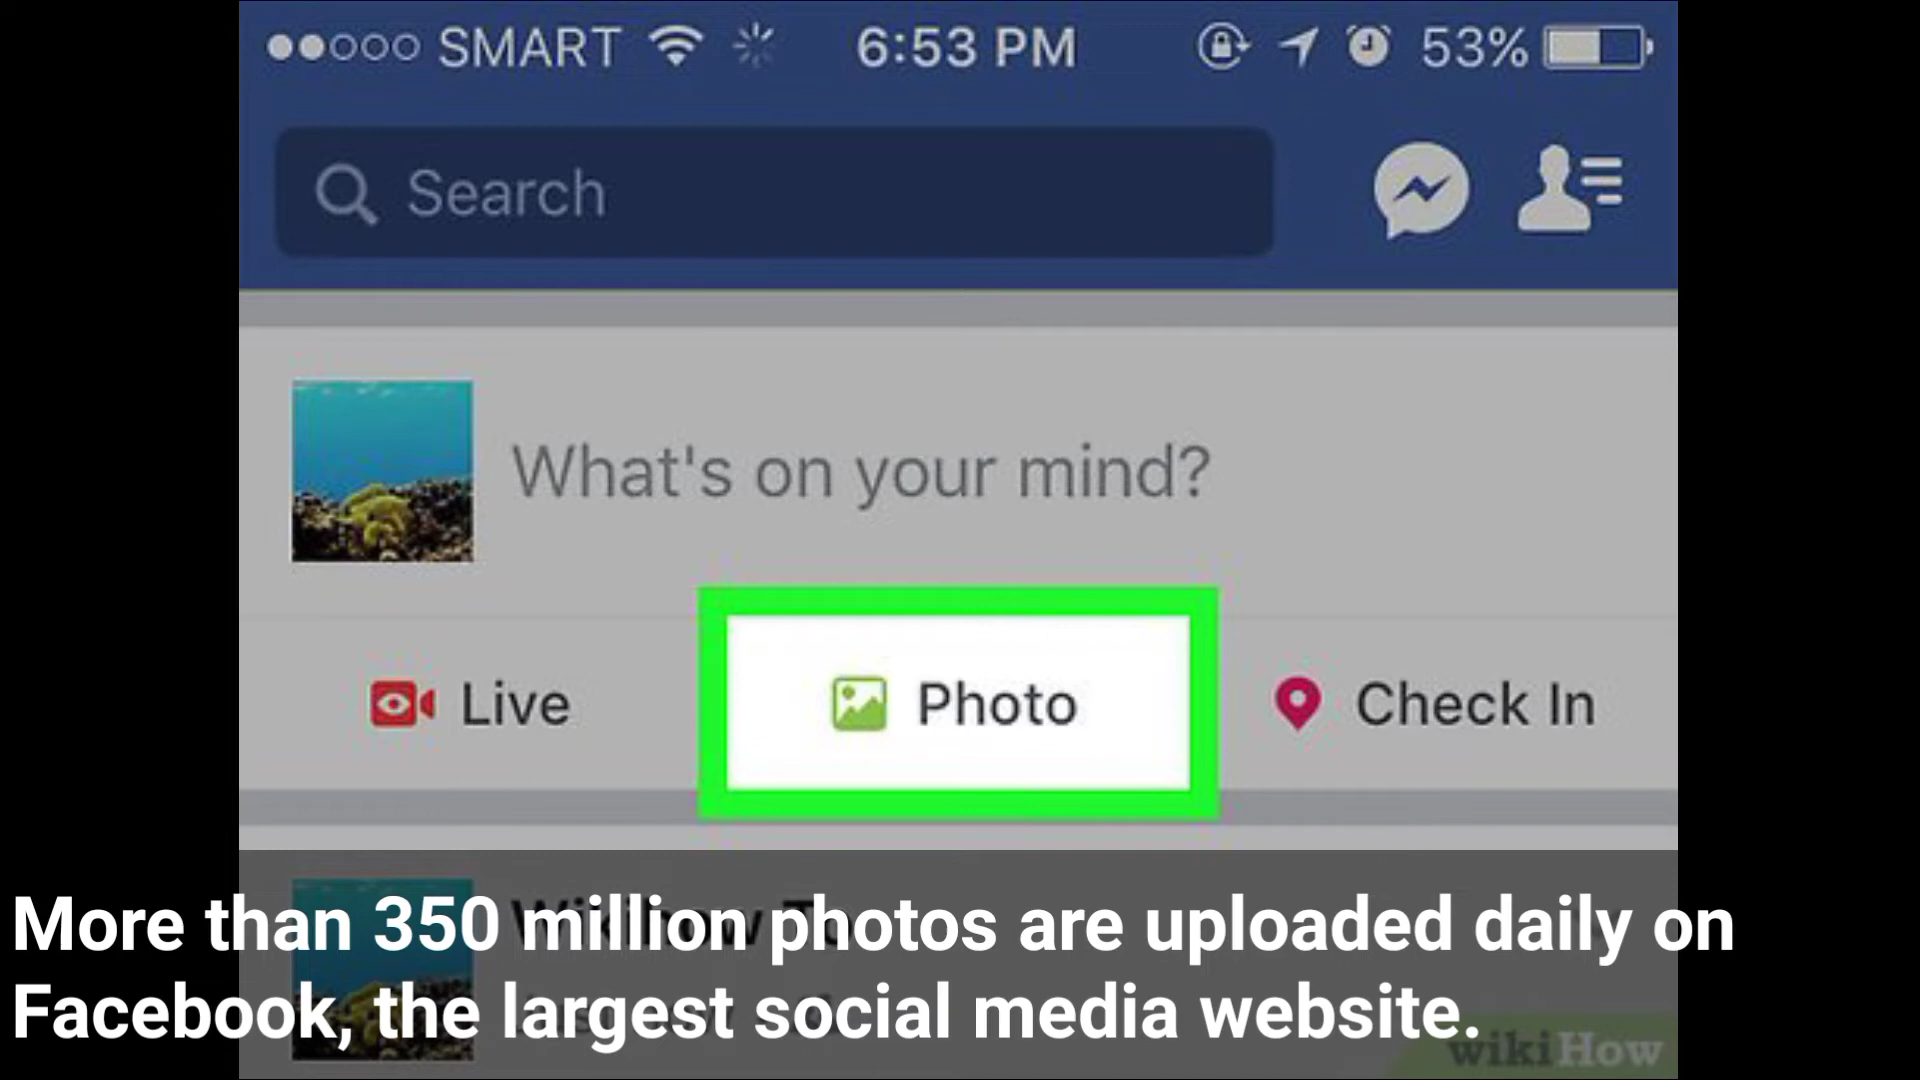 SMART 6:53 PM 53%
Search
What's on your mind?
Live Photo Check In
More than 350 million photos are uploaded daily on
Facebook, the largest social media website.
wikiHow